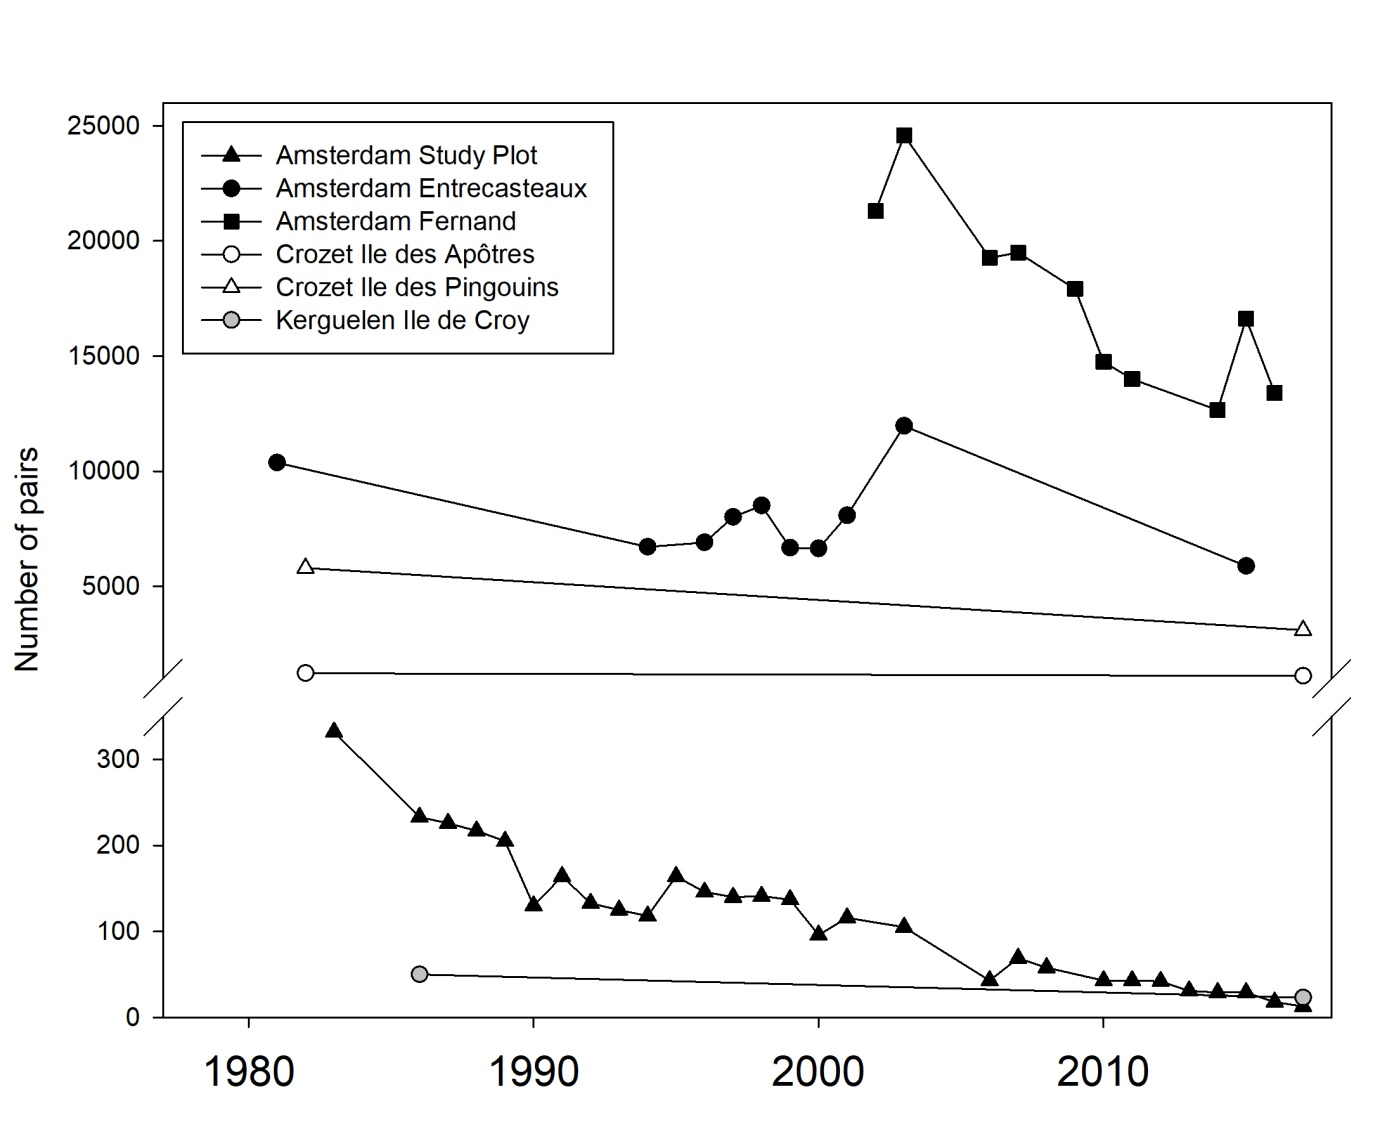 25000
20000
15000
10000
5000
300
200
100
0
Number of pairs
Amsterdam Study Plot
Amsterdam Entrecasteaux
Amsterdam Fernand
Crozet Ile des Apôtres
Crozet Ile des Pingouins
Kerguelen Ile de Croy
1980
1990
2000
2010